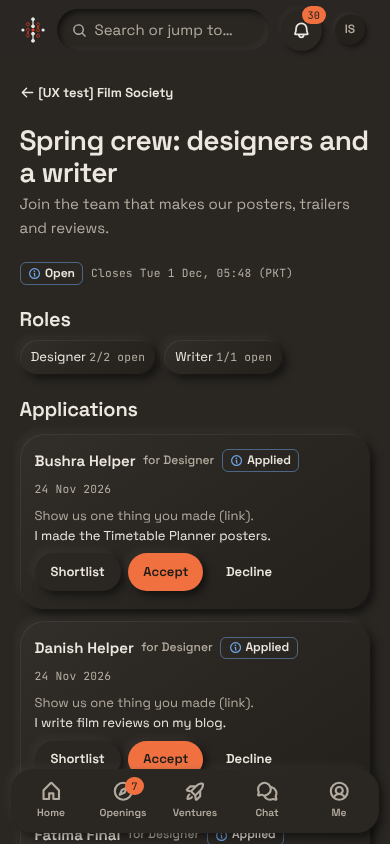 Search or jump to...
30
IS
← [UX test] Film Society
Spring crew: designers and
a writer
Join the team that makes our posters, trailers
and reviews.
Open Closes Tue 1 Dec, 05:48 (PKT)
Roles
Designer 2/2 open Writer 1/1 open
Applications
Bushra Helper for Designer Applied
24 Nov 2026
Show us one thing you made (link).
I made the Timetable Planner posters.
Shortlist Accept Decline
Danish Helper for Designer Applied
24 Nov 2026
Show us one thing you made (link).
I write film reviews on my blog.
Shortlist Accept Decline
7
Home Openings Ventures Chat Me
Fatima Final for Designer Applied